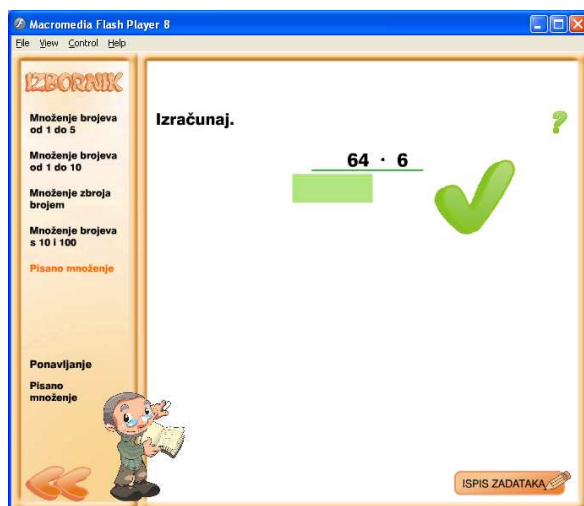 Macromedia Flash Player 8
File View Control Help
IZBORNIK
Množenje brojeva
od 1 do 5
Množenje brojeva
od 1 do 10
Množenje zbroja
brojem
Množenje brojeva
s 10 i 100
Pisano množenje
Ponavljanje
Pisano
množenje
Izračunaj.
?
64 · 6
ISPIS ZADATAKA